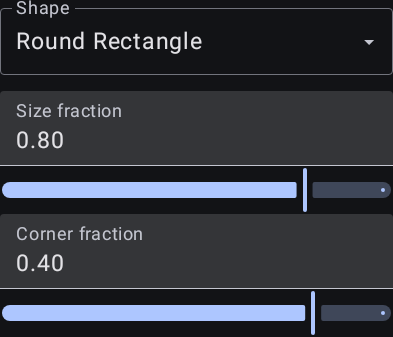 Shape
Round Rectangle
Size fraction
0.80
Corner fraction
0.40